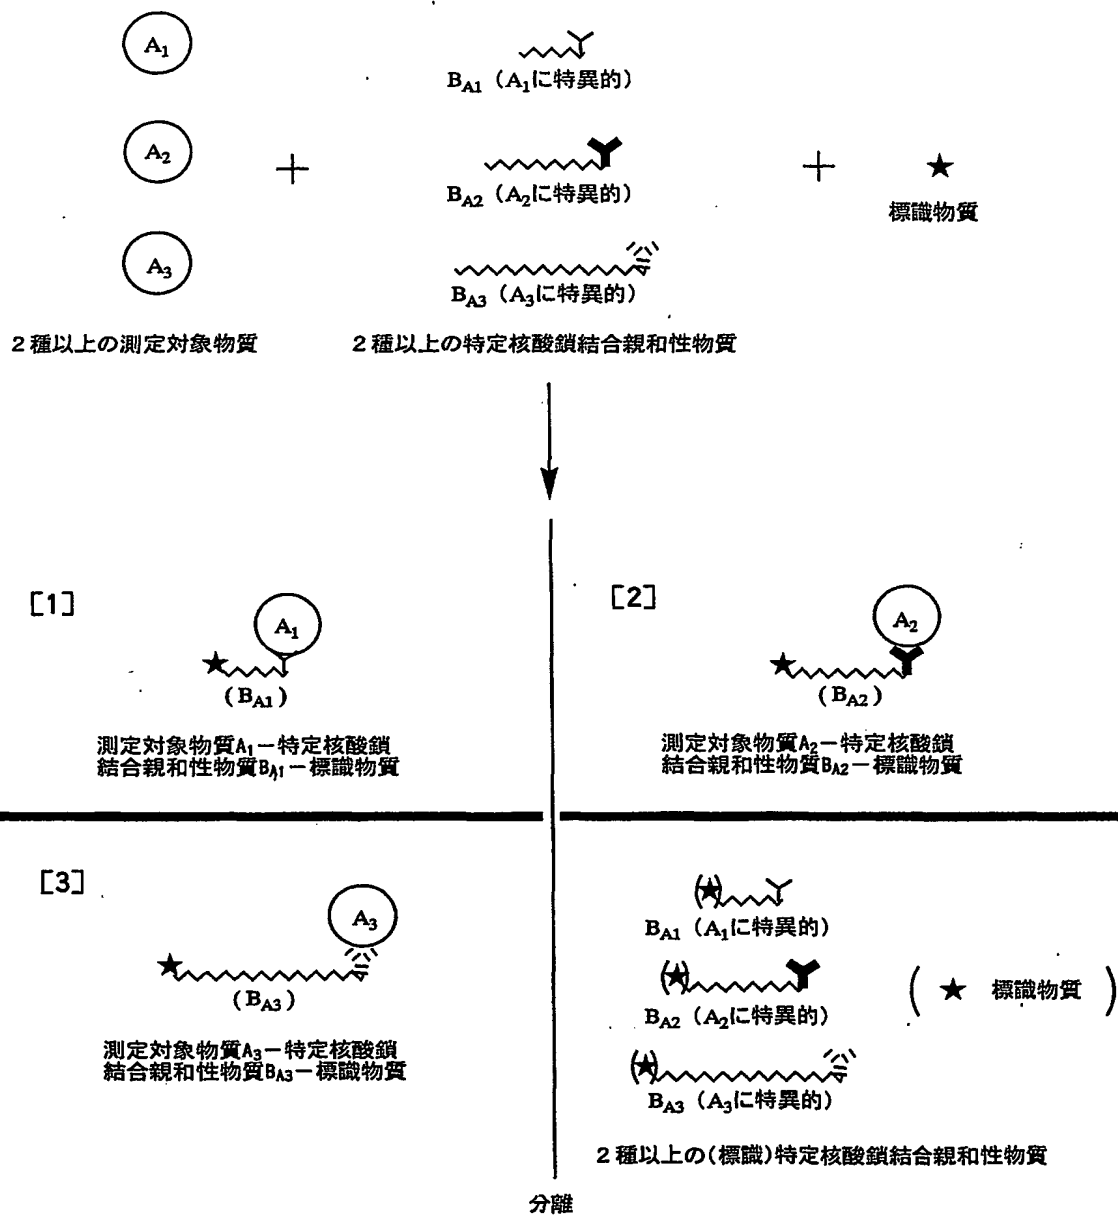 A1
BA1 (A1に特異的)
A2
BA2 (A2に特異的)
標識物質
A3
BA3 (A3に特異的)
2種以上の測定対象物質
2種以上の特定核酸鎖結合親和性物質
[1]
A1
(BA1)
測定対象物質A1−特定核酸鎖
結合親和性物質BA1−標識物質
[2]
A2
(BA2)
測定対象物質A2−特定核酸鎖
結合親和性物質BA2−標識物質
[3]
A3
(BA3)
測定対象物質A3−特定核酸鎖
結合親和性物質BA3−標識物質
BA1 (A1に特異的)
BA2 (A2に特異的)
(★ 標識物質)
BA3 (A3に特異的)
2種以上の(標識)特定核酸鎖結合親和性物質
分離